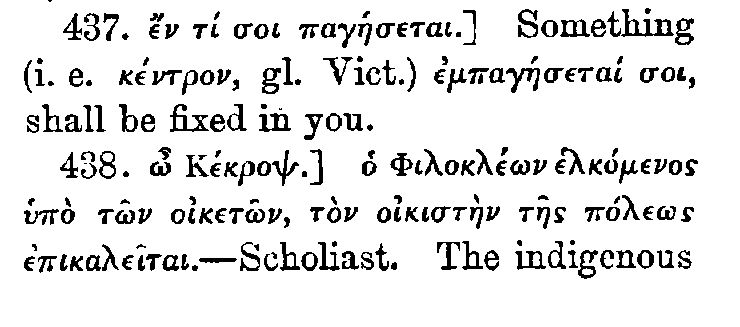 437. ἔν τί σοι παγήσεται.] Something
(i. e. κέντρον, gl. Vict.) ἐμπαγήσεταί σοι,
shall be fixed in you.
438. ὦ Κέκροψ.] ὁ Φιλοκλέων ἑλκόμενος
ὑπὸ τῶν οἰκετῶν, τὸν οἰκιστὴν τῆς πόλεως
ἐπικαλεῖται.—Scholiast. The indigenous